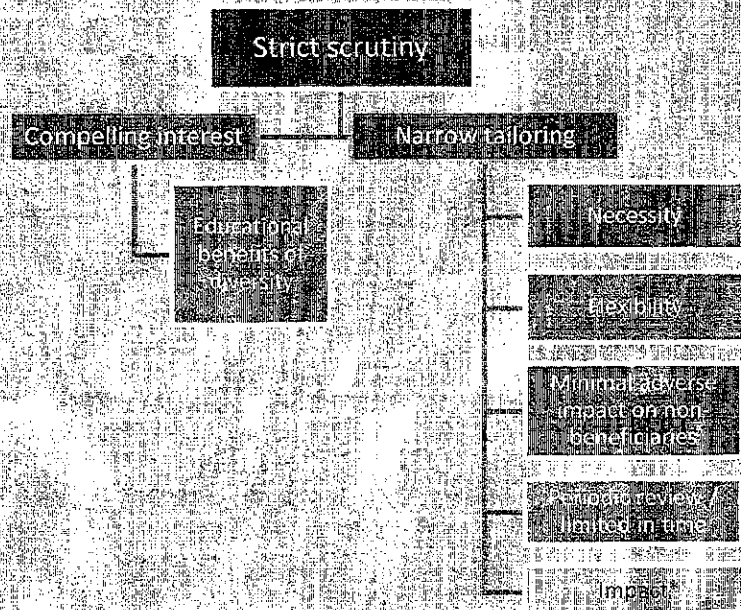 Strict scrutiny
Compelling interest
Narrow tailoring
Educational
benefits of
diversity
Necessity
Flexibility
Minimal adverse
impact on non-
beneficiaries
Periodic review /
limited in time
Impact*